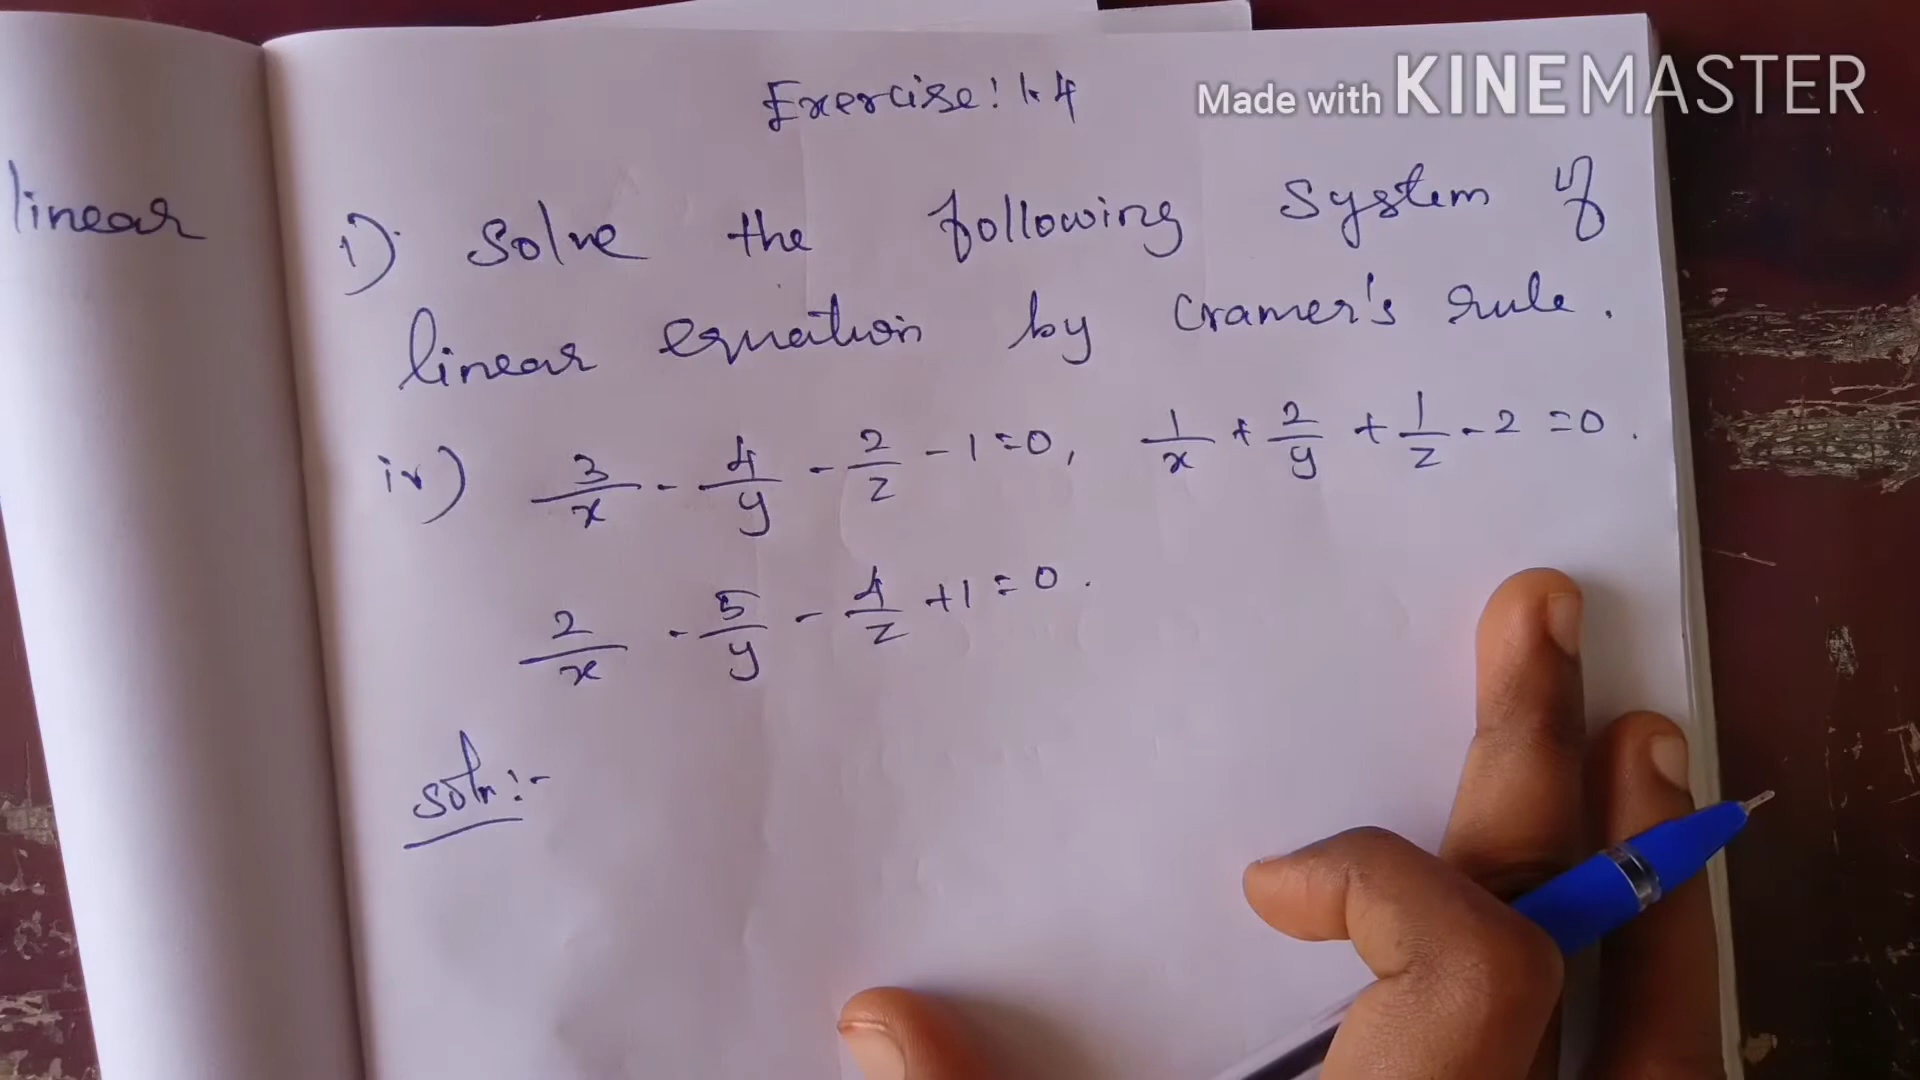 Exercise: 1.4
Made with KINEMASTER
linear
1) Solve the following system of
linear equation by Cramer's rule.
iv) 3/x - 4/y - 2/z - 1 = 0, 1/x + 2/y + 1/z - 2 = 0.
2/x - 5/y - 4/z + 1 = 0.
soln:-